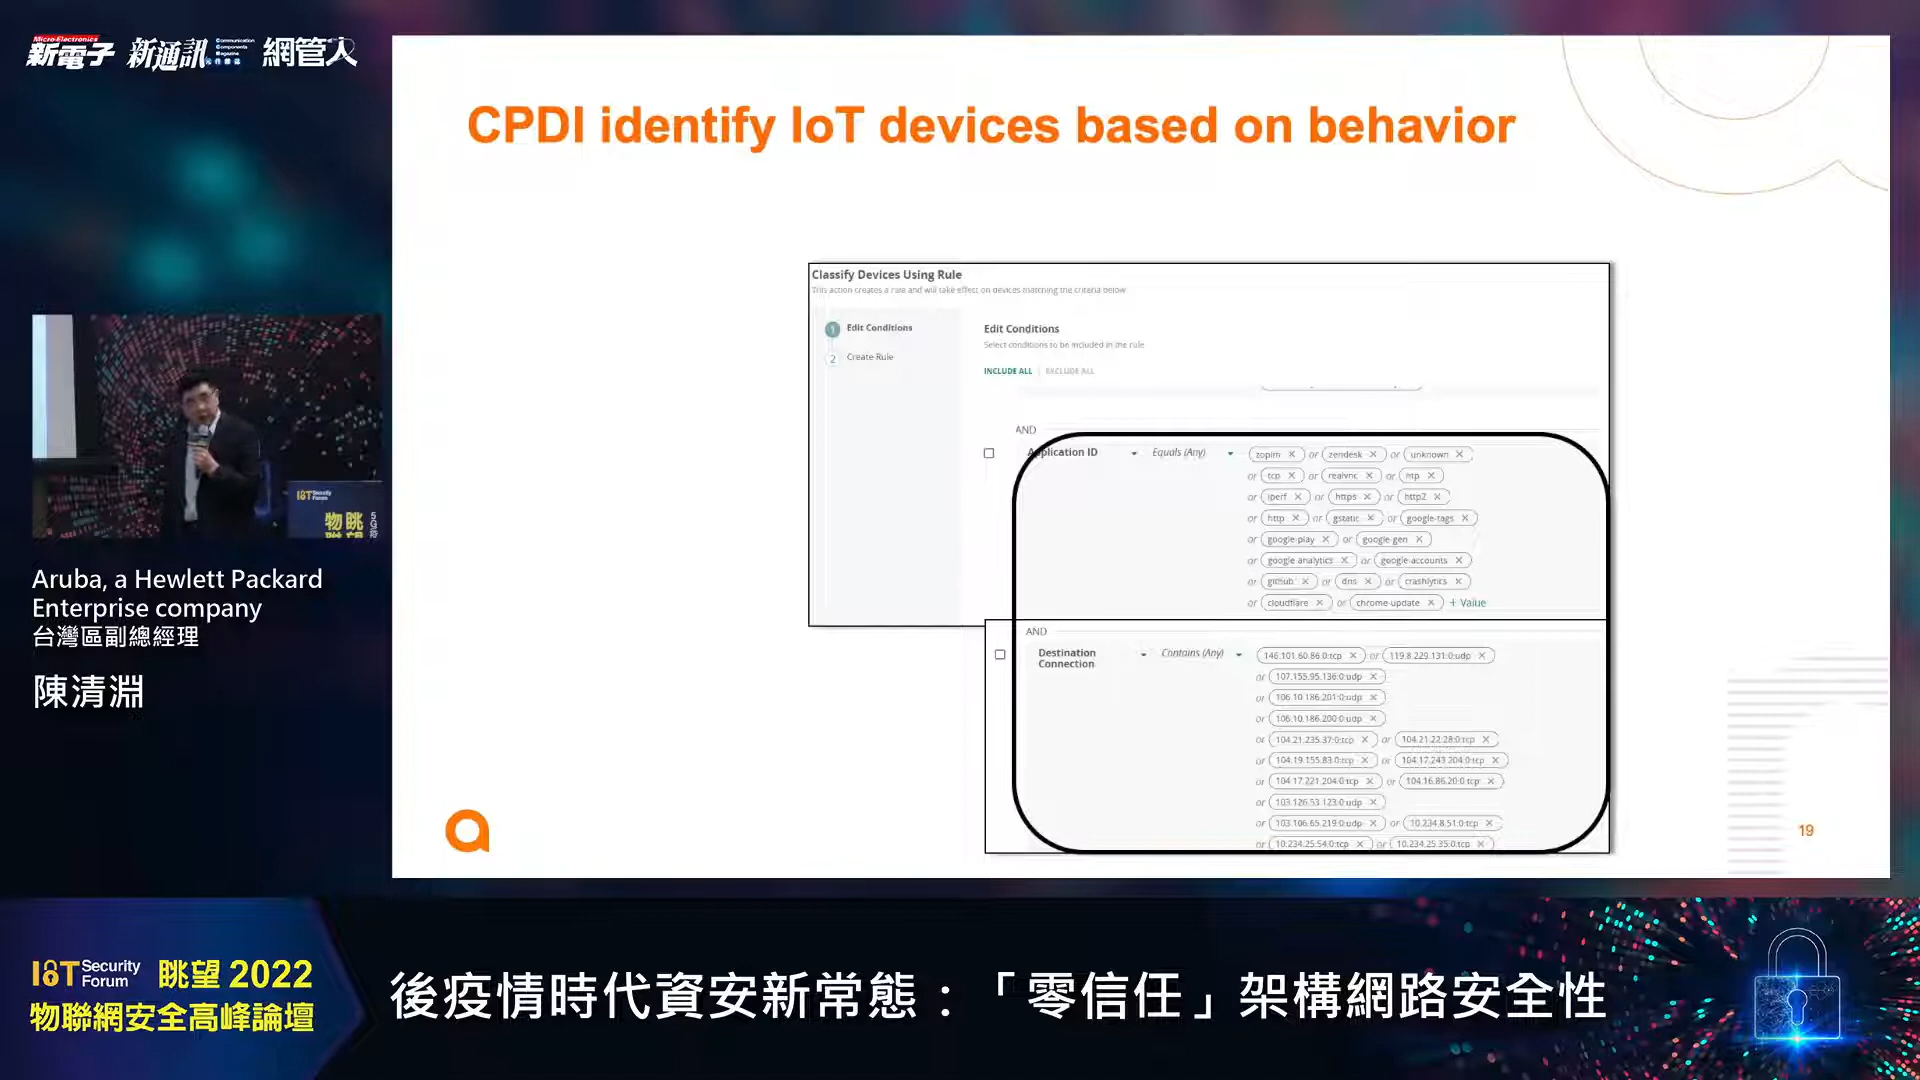 Micro-Electronics
新電子 新通訊 網管人
CPDI identify IoT devices based on behavior
Classify Devices Using Rule
This action creates a rule and will take effect on devices matching the criteria below
1 Edit Conditions
2 Create Rule
Edit Conditions
Select conditions to be included in the rule
INCLUDE ALL | EXCLUDE ALL
AND
Application ID Equals (Any) zopim × or zendesk × or unknown ×
or tcp × or realvnc × or ntp ×
or iperf × or https × or http2 ×
or http × or gstatic × or google-tags ×
or google-play × or google-gen ×
or google-analytics × or google-accounts ×
or github × or dns × or crashlytics ×
or cloudflare × or chrome-update × + Value
AND
Destination Connection Contains (Any) 146.101.60.86:0:tcp × or 119.8.229.131:0:udp ×
or 107.155.95.136:0:udp ×
or 106.10.186.201:0:udp ×
or 106.10.186.200:0:udp ×
or 104.21.235.37:0:tcp × or 104.21.22.28:0:tcp ×
or 104.19.155.83:0:tcp × or 104.17.243.204:0:tcp ×
or 104.17.221.204:0:tcp × or 104.16.86.20:0:tcp ×
or 103.126.53.123:0:udp ×
or 103.106.65.219:0:udp × or 10.234.8.51:0:tcp ×
or 10.234.25.54:0:tcp × or 10.234.25.35:0:tcp ×
19
IoT Security Forum
Aruba, a Hewlett Packard
Enterprise company
台灣區副總經理
陳清淵
IoT Security Forum 眺望 2022
物聯網安全高峰論壇
後疫情時代資安新常態：「零信任」架構網路安全性